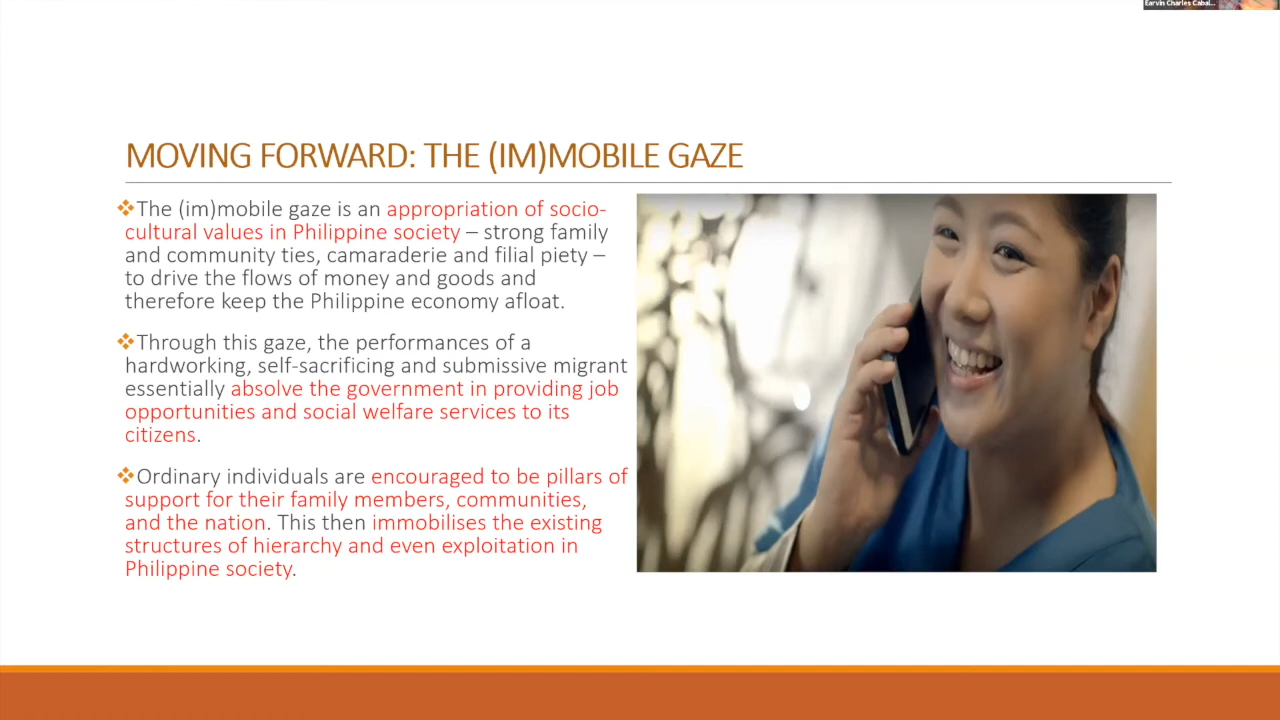 Earvin Charles Cabal...
MOVING FORWARD: THE (IM)MOBILE GAZE
❖The (im)mobile gaze is an appropriation of socio-
cultural values in Philippine society – strong family
and community ties, camaraderie and filial piety –
to drive the flows of money and goods and
therefore keep the Philippine economy afloat.
❖Through this gaze, the performances of a
hardworking, self-sacrificing and submissive migrant
essentially absolve the government in providing job
opportunities and social welfare services to its
citizens.
❖Ordinary individuals are encouraged to be pillars of
support for their family members, communities,
and the nation. This then immobilises the existing
structures of hierarchy and even exploitation in
Philippine society.